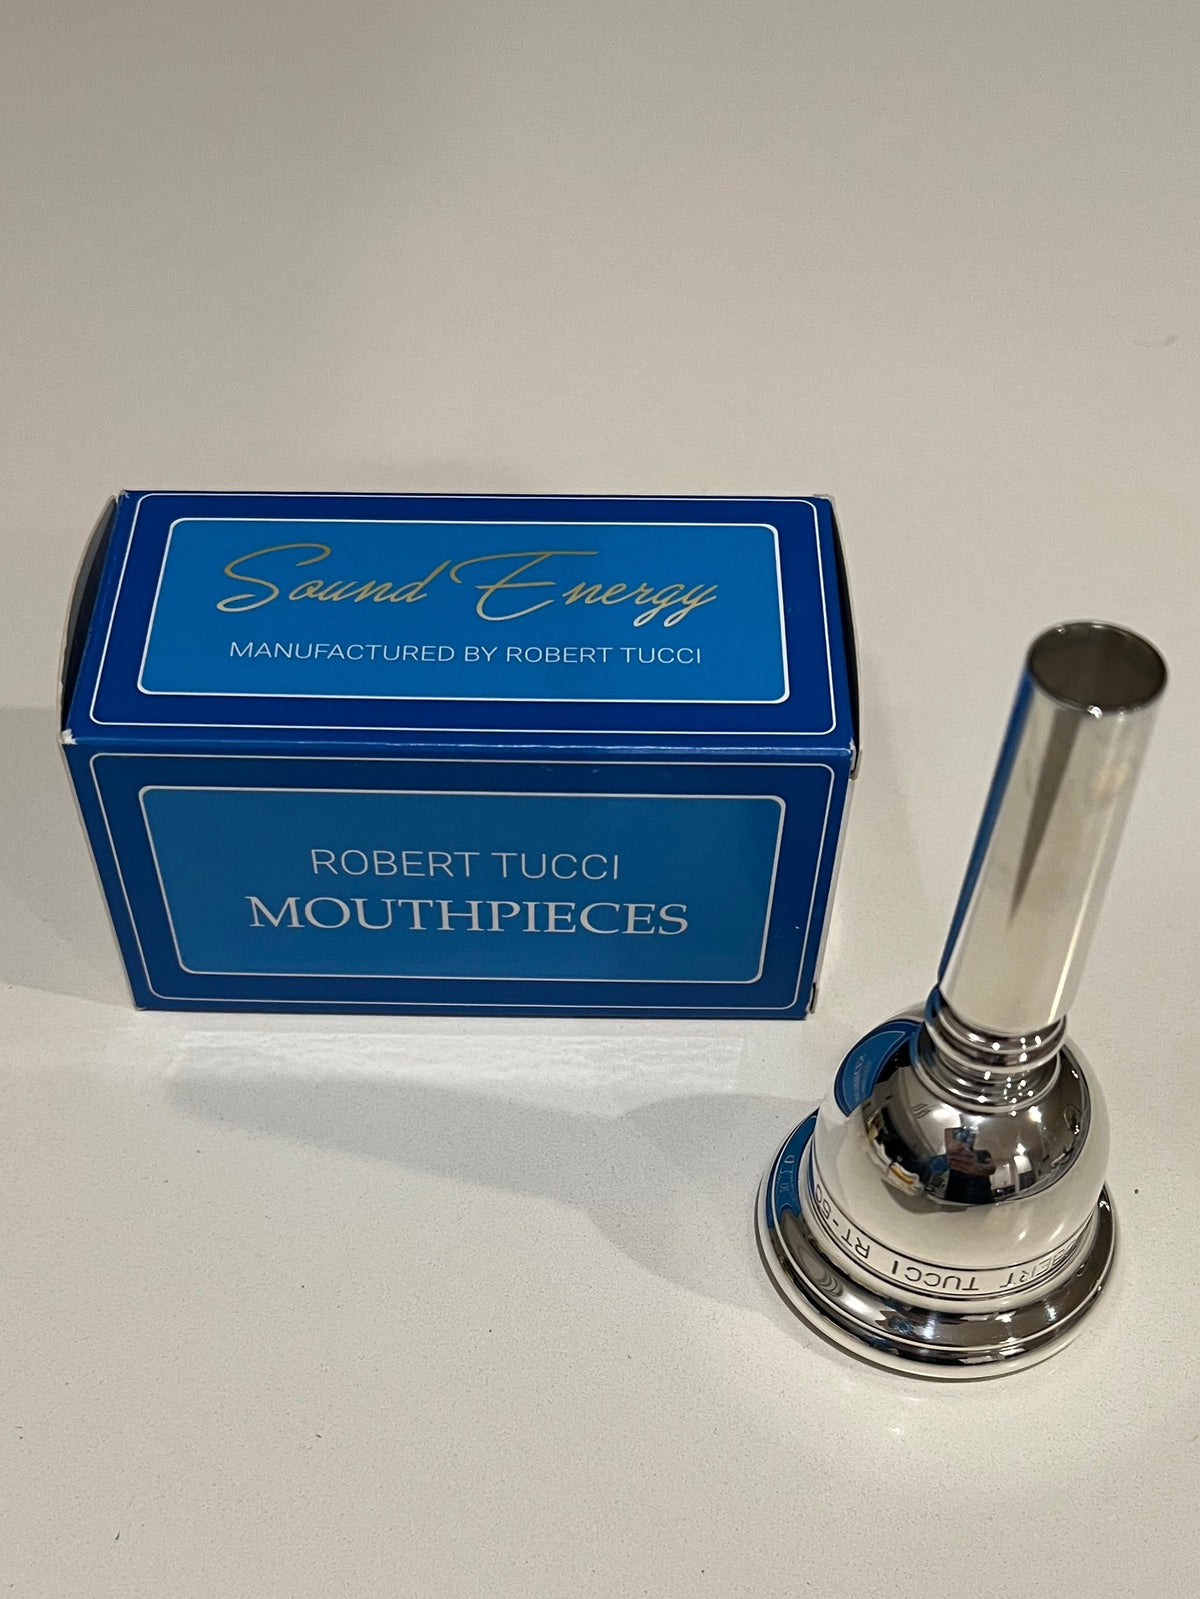 Sound Energy
MANUFACTURED BY ROBERT TUCCI
ROBERT TUCCI
MOUTHPIECES
TUCCI RT-